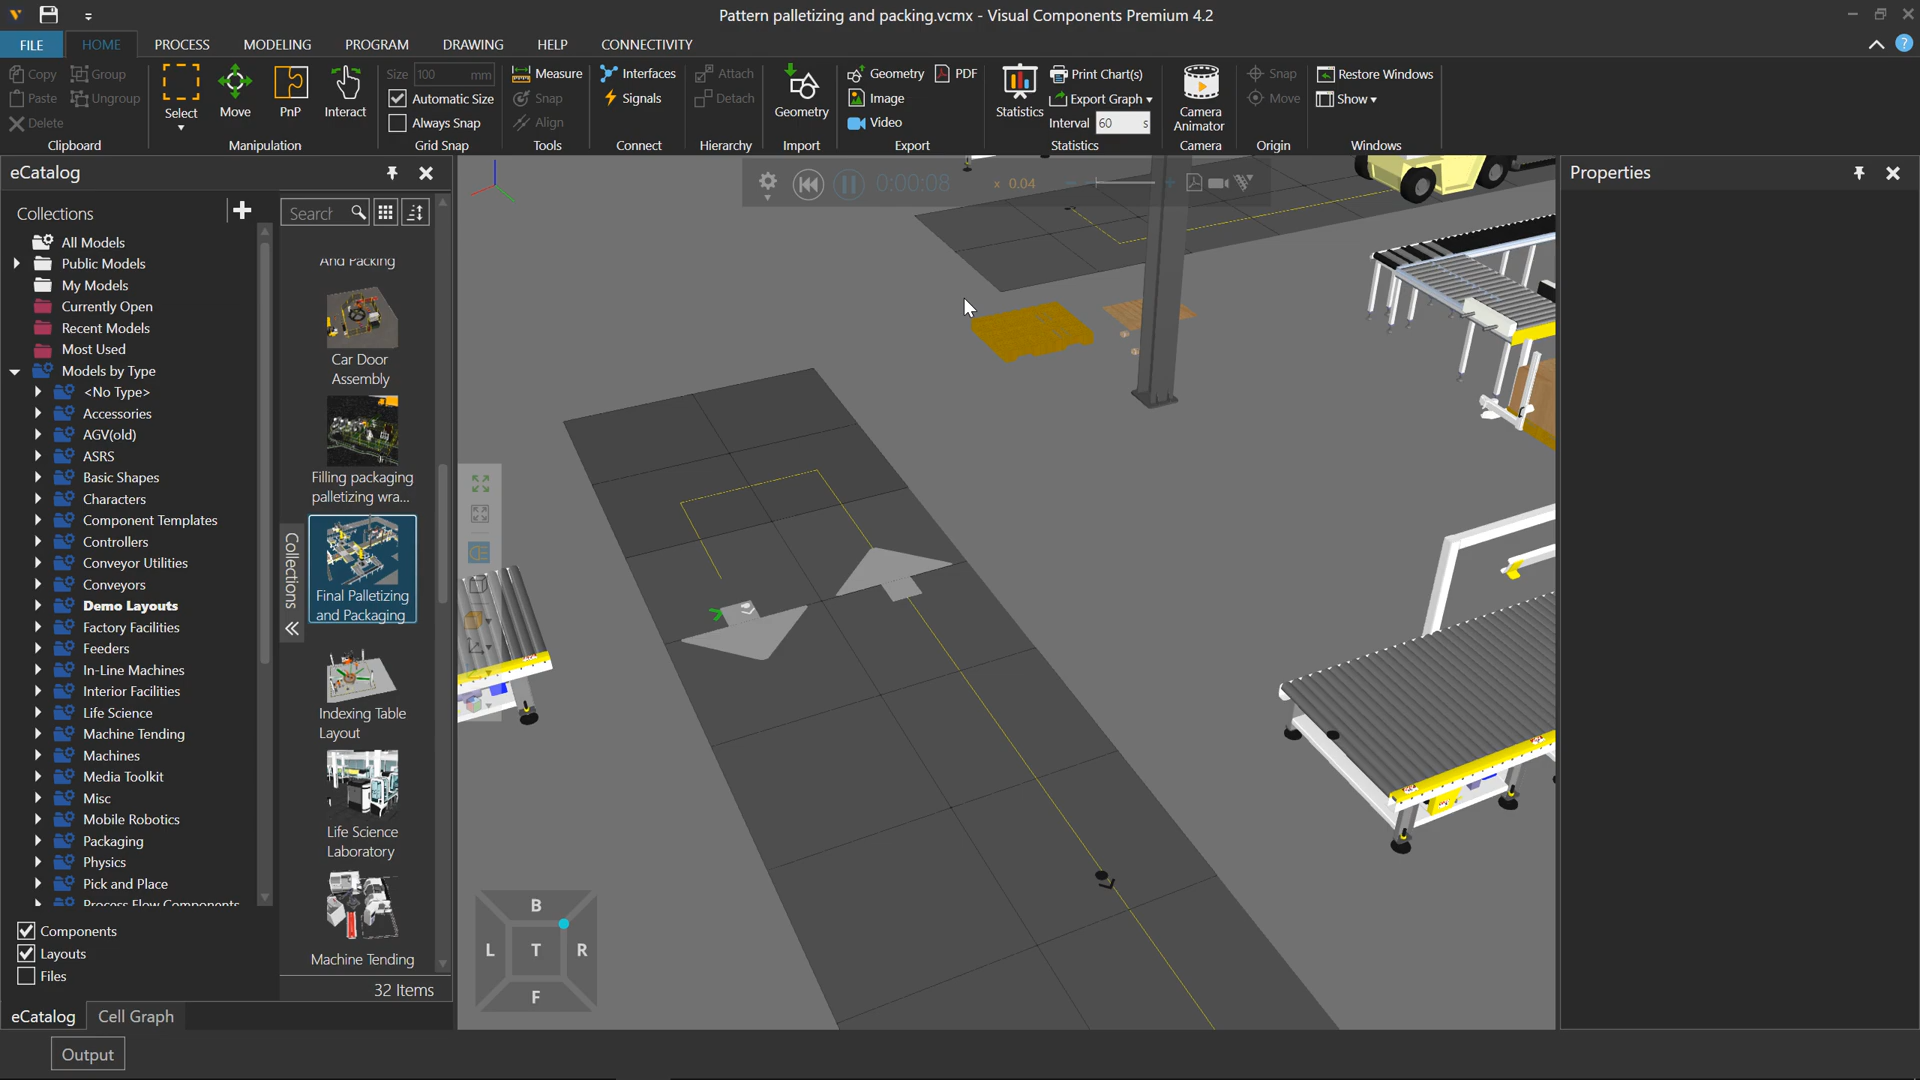 Pattern palletizing and packing.vcmx - Visual Components Premium 4.2
FILE HOME PROCESS MODELING PROGRAM DRAWING HELP CONNECTIVITY
Copy
Paste
Delete
Group
Ungroup
Clipboard
Select
Move
PnP
Interact
Manipulation
Size 100 mm
Automatic Size
Always Snap
Grid Snap
Measure
Snap
Align
Tools
Interfaces
Signals
Connect
Attach
Detach
Hierarchy
Geometry
Import
Geometry
PDF
Image
Video
Export
Statistics
Print Chart(s)
Export Graph
Interval 60 s
Statistics
Camera
Animator
Camera
Snap
Move
Origin
Restore Windows
Show
Windows
eCatalog
Collections
All Models
Public Models
My Models
Currently Open
Recent Models
Most Used
Models by Type
<No Type>
Accessories
AGV(old)
ASRS
Basic Shapes
Characters
Component Templates
Controllers
Conveyor Utilities
Conveyors
Demo Layouts
Factory Facilities
Feeders
In-Line Machines
Interior Facilities
Life Science
Machine Tending
Machines
Media Toolkit
Misc
Mobile Robotics
Packaging
Physics
Pick and Place
Process Flow Components
Components
Layouts
Files
Search
And Packing
Car Door
Assembly
Filling packaging
palletizing wra...
Final Palletizing
and Packaging
Indexing Table
Layout
Life Science
Laboratory
Machine Tending
32 Items
Collections
eCatalog Cell Graph
Output
0:00:08
x 0.04
B
L T R
F
Properties